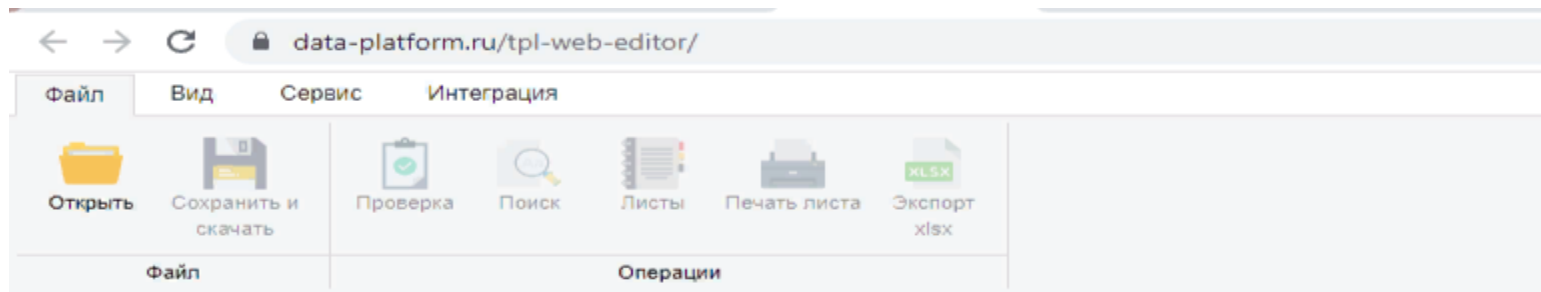 data-platform.ru/tpl-web-editor/
Файл Вид Сервис Интеграция
XLSX
Открыть Сохранить и скачать Проверка Поиск Листы Печать листа Экспорт xlsx
Файл Операции